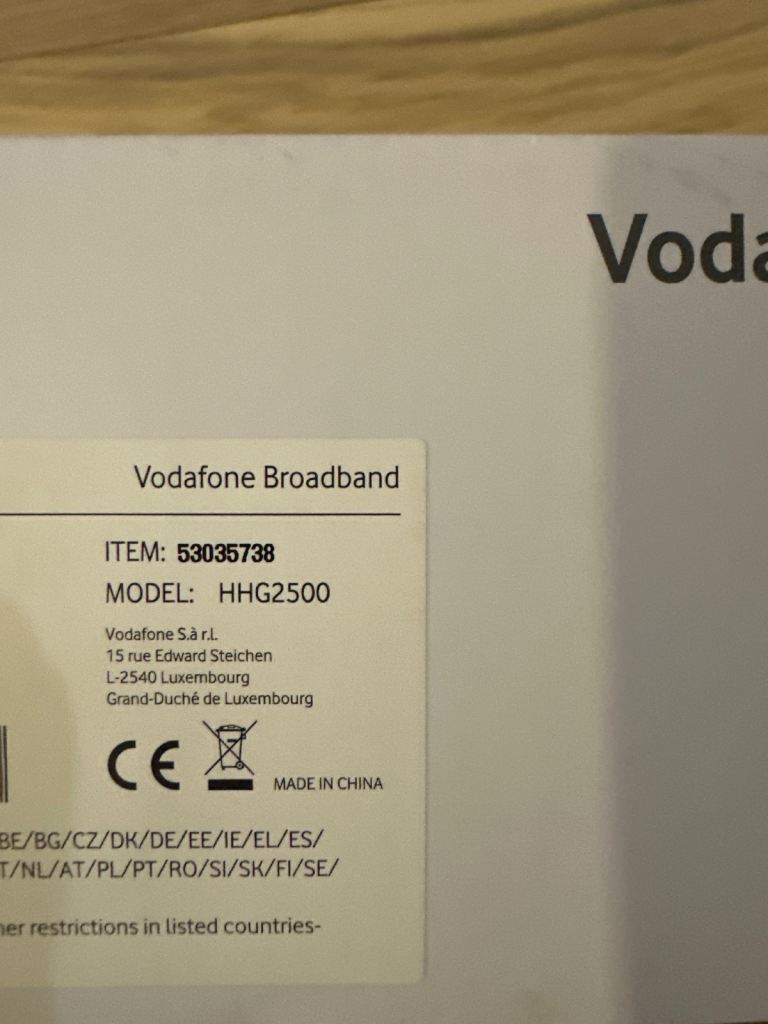 Voda
Vodafone Broadband
ITEM: 53035738
MODEL: HHG2500
Vodafone S.à r.l.
15 rue Edward Steichen
L-2540 Luxembourg
Grand-Duché de Luxembourg
CE
MADE IN CHINA
BE/BG/CZ/DK/DE/EE/IE/EL/ES/
T/NL/AT/PL/PT/RO/SI/SK/FI/SE/
restrictions in listed countries-